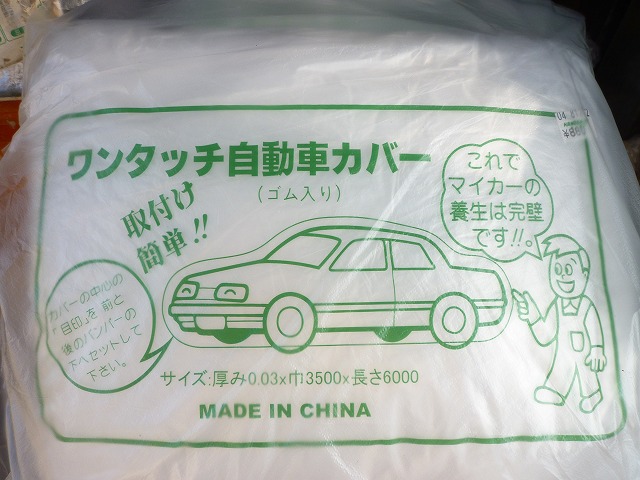 ワンタッチ自動車カバー
(ゴム入り)
取付け
簡単!!
これで
マイカーの
養生は完璧
です!!。
カバーの中心の
「目印」を 前と
後のバンパーの
下へセットして
下さい。
サイズ:厚み0.03×巾3500×長さ6000
MADE IN CHINA